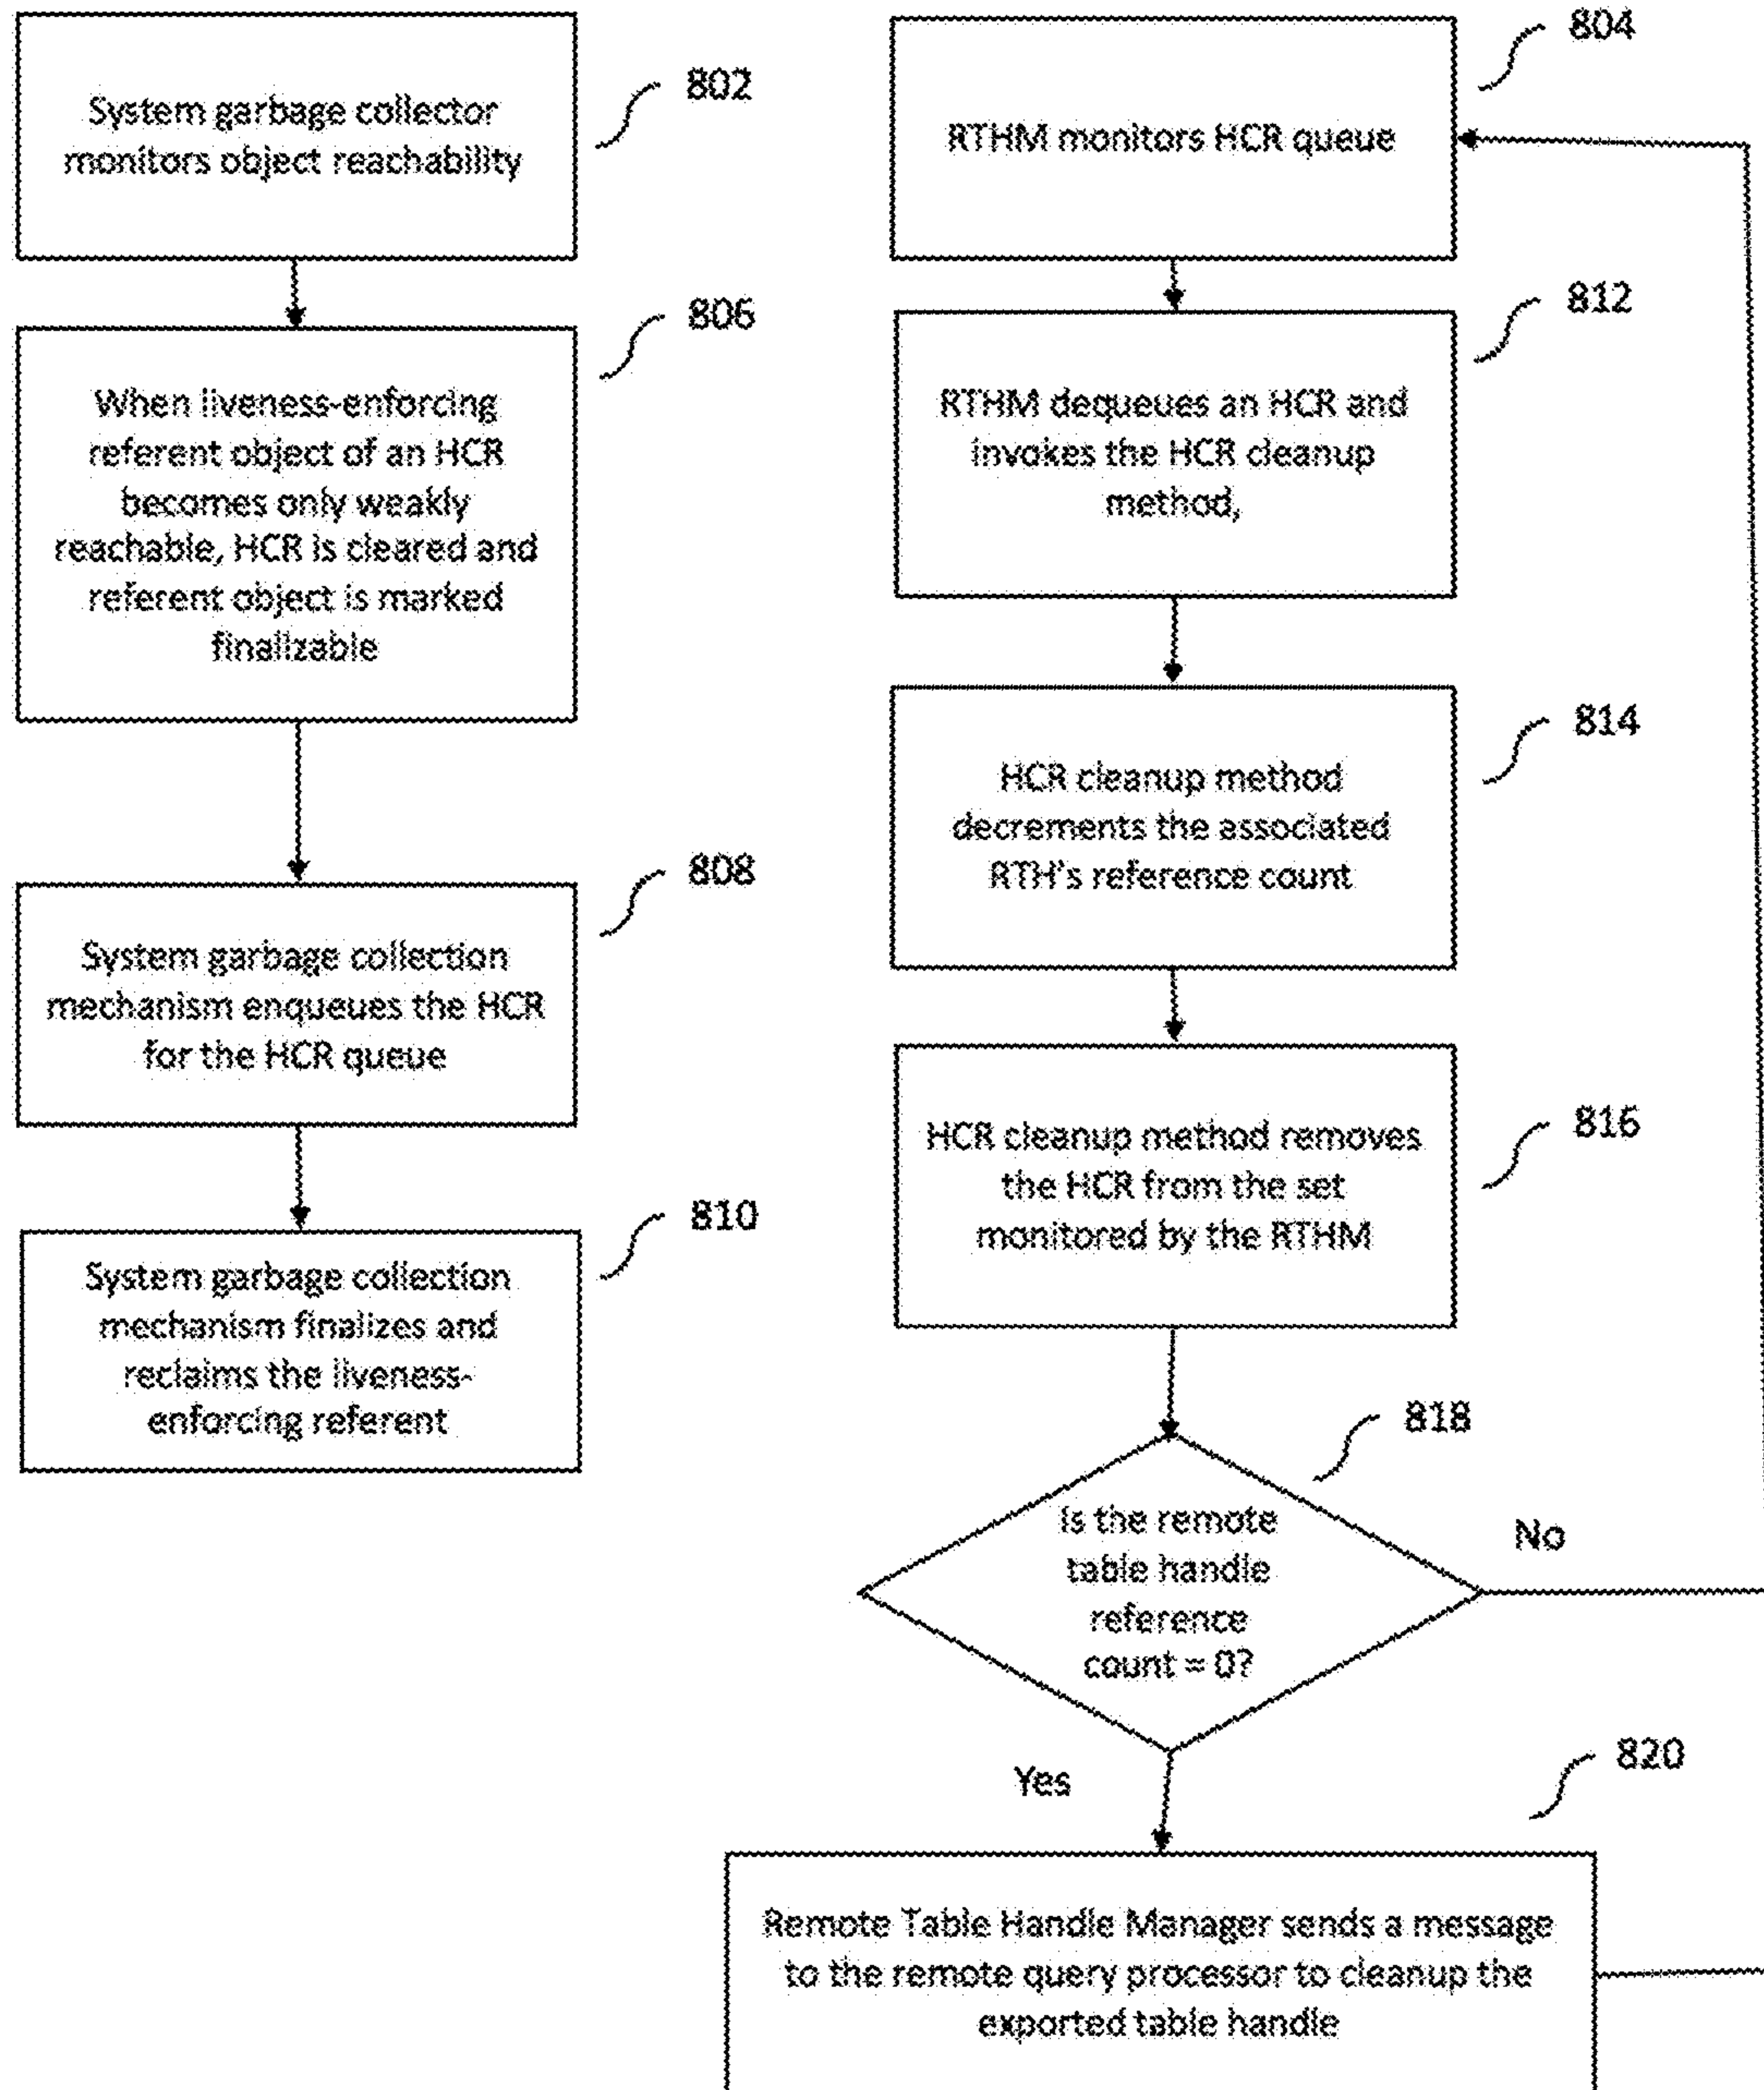 System garbage collector
monitors object reachability
802
When liveness-enforcing
referent object of an HCR
becomes only weakly
reachable, HCR is cleared and
referent object is marked
finalizable
806
System garbage collection
mechanism enqueues the HCR
for the HCR queue
808
System garbage collection
mechanism finalizes and
reclaims the liveness-
enforcing referent
810
RTHM monitors HCR queue
804
RTHM dequeues an HCR and
invokes the HCR cleanup
method,
812
HCR cleanup method
decrements the associated
RTH's reference count
814
HCR cleanup method removes
the HCR from the set
monitored by the RTHM
816
Is the remote
table handle
reference
count = 0?
818
No
Yes
Remote Table Handle Manager sends a message
to the remote query processor to cleanup the
exported table handle
820